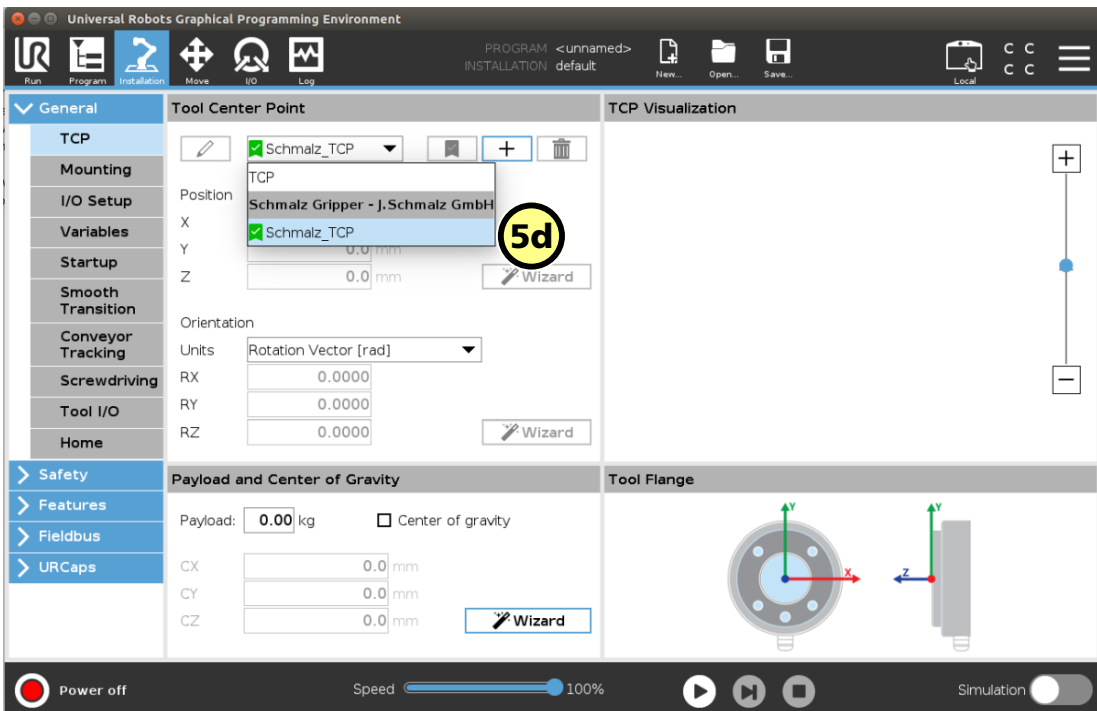 Universal Robots Graphical Programming Environment
PROGRAM <unnamed>
INSTALLATION default
Run Program Installation Move I/O Log New... Open... Save... Local
C C
C C
General
TCP
Mounting
I/O Setup
Variables
Startup
Smooth
Transition
Conveyor
Tracking
Screwdriving
Tool I/O
Home
Safety
Features
Fieldbus
URCaps
Tool Center Point
Schmalz_TCP
TCP
Schmalz Gripper - J.Schmalz GmbH
Schmalz_TCP
5d
Position
X
Y 0.0 mm
Z 0.0 mm Wizard
Orientation
Units Rotation Vector [rad]
RX 0.0000
RY 0.0000
RZ 0.0000 Wizard
TCP Visualization
Payload and Center of Gravity
Payload: 0.00 kg Center of gravity
CX 0.0 mm
CY 0.0 mm
CZ 0.0 mm Wizard
Tool Flange
Y
X
Y
Z
Power off Speed 100% Simulation